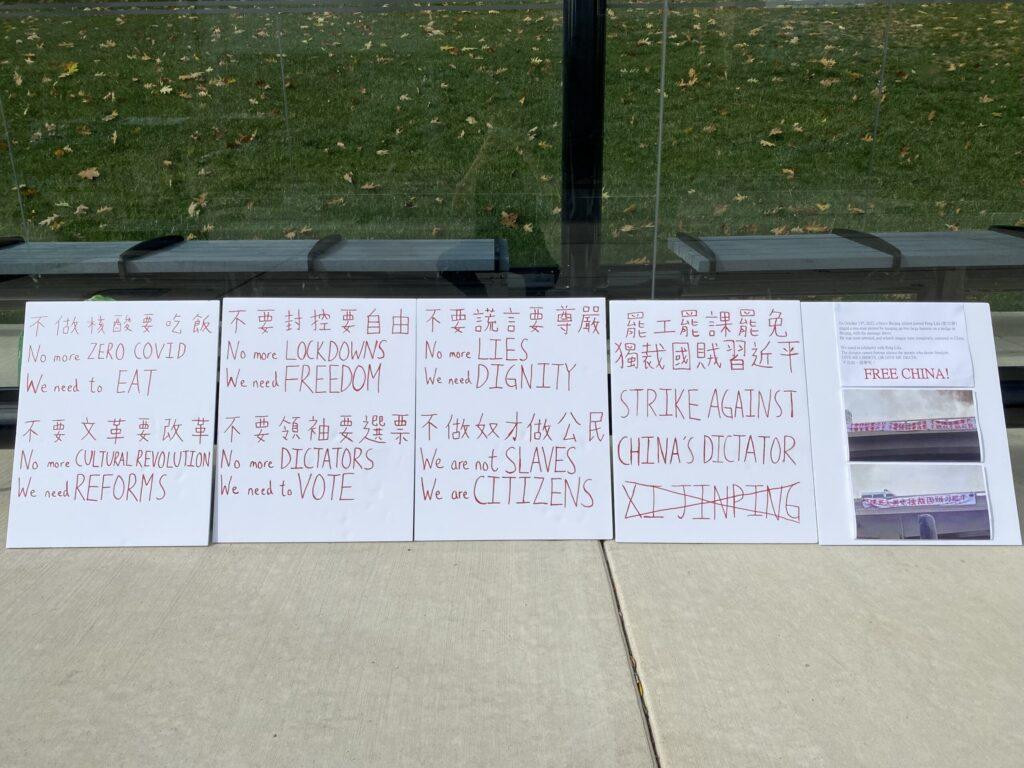 不做核酸要吃飯
No more ZERO COVID
We need to EAT
不要文革要改革
No more CULTURAL REVOLUTION
We need REFORMS
不要封控要自由
No more LOCKDOWNS
We need FREEDOM
不要領袖要選票
No more DICTATORS
We need to VOTE
不要謊言要尊嚴
No more LIES
We need DIGNITY
不做奴才做公民
We are not SLAVES
We are CITIZENS
罷工罷課罷免
獨裁國賊習近平
STRIKE AGAINST
CHINA'S DICTATOR
XI JINPING
FREE CHINA!